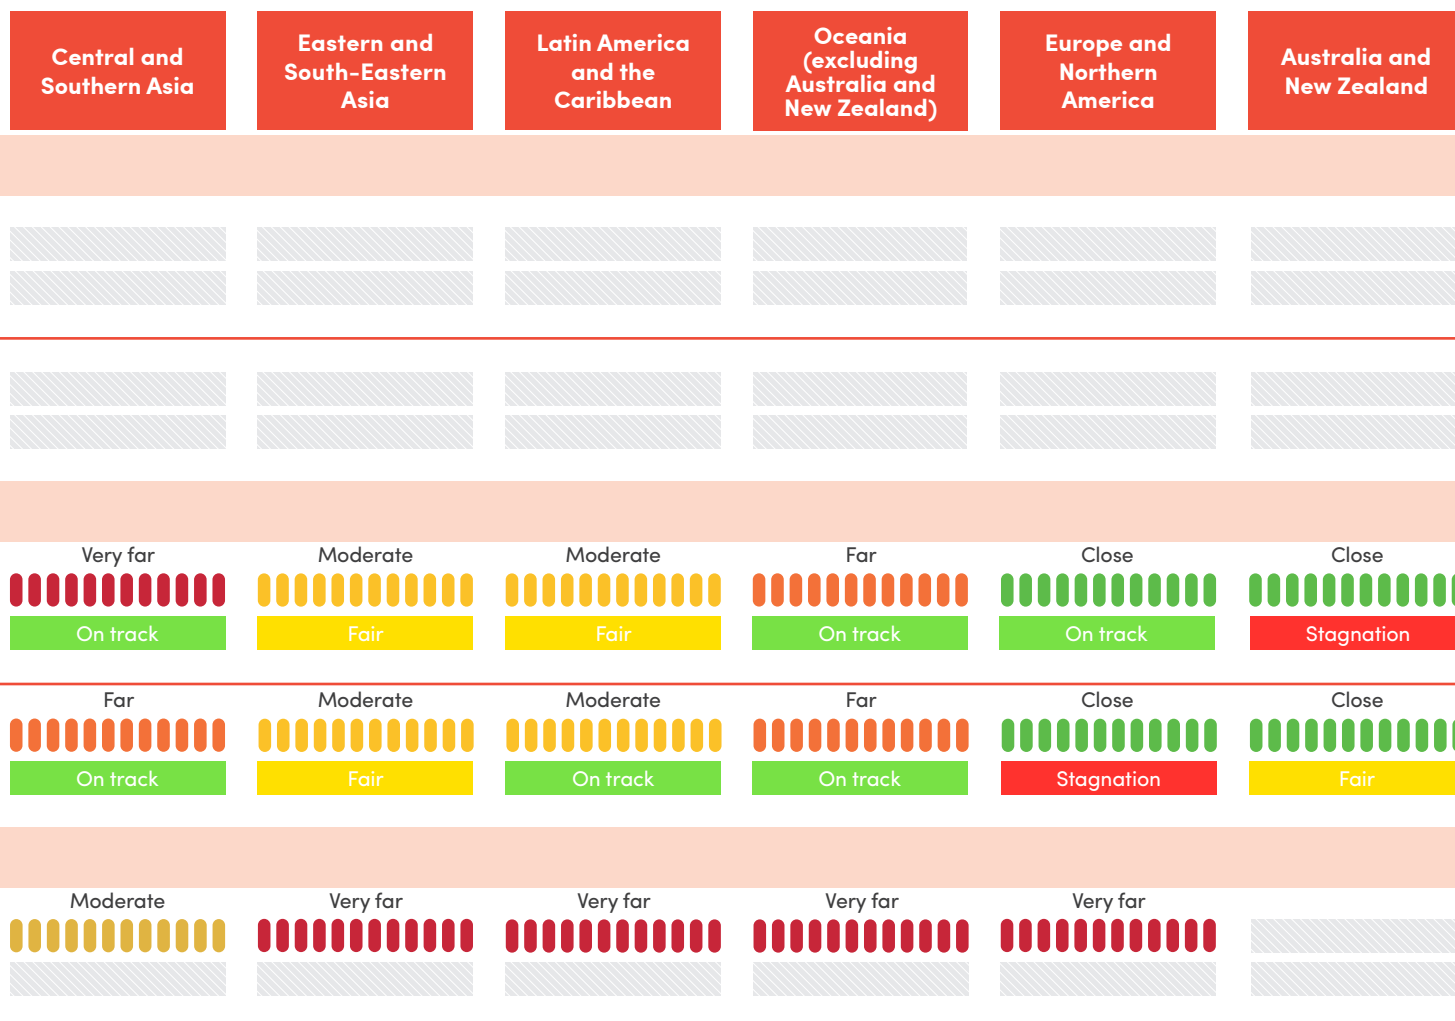 Central and
Southern Asia
Eastern and
South-Eastern
Asia
Latin America
and the
Caribbean
Oceania
(excluding
Australia and
New Zealand)
Europe and
Northern
America
Australia and
New Zealand
Very far
Moderate
Moderate
Far
Close
Close
On track
Fair
Fair
On track
On track
Stagnation
Far
Moderate
Moderate
Far
Close
Close
On track
Fair
On track
On track
Stagnation
Fair
Moderate
Very far
Very far
Very far
Very far